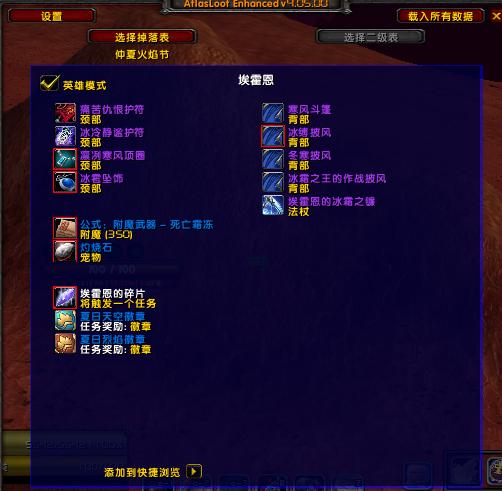 AtlasLoot Enhanced v4.05.00
设置
载入所有数据
选择掉落表
选择二级表
仲夏火焰节
英雄模式
埃霍恩
痛苦仇恨护符
颈部
冰冷静谧护符
颈部
凛冽寒风项圈
颈部
冰雹坠饰
颈部
寒风斗篷
背部
冰缚披风
背部
冬寒披风
背部
冰霜之王的作战披风
背部
埃霍恩的冰霜之镰
法杖
公式：附魔武器 - 死亡霜冻
附魔 (350)
灼烧石
宠物
100 / 100
埃霍恩的碎片
将触发一个任务
夏日天空徽章
任务奖励: 徽章
夏日烈焰徽章
任务奖励: 徽章
添加到快捷浏览